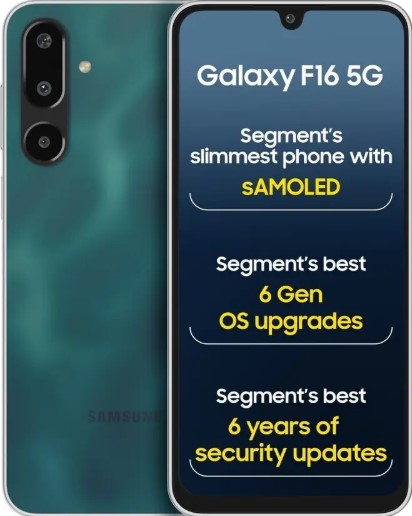 Galaxy F16 5G
Segment's
slimmest phone with
sAMOLED
Segment's best
6 Gen
OS upgrades
Segment's best
6 years of
security updates
SAMSUNG